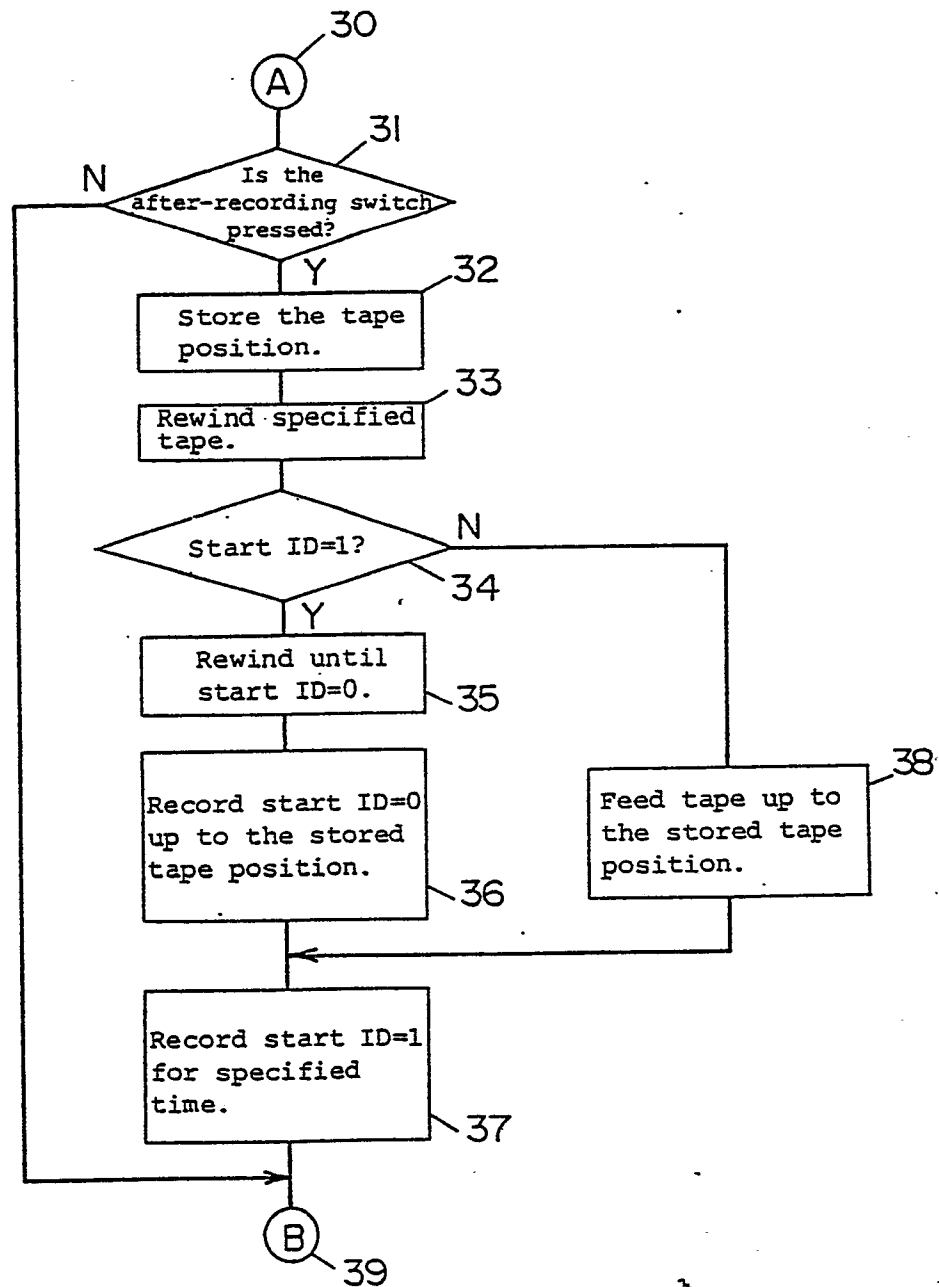 30
A
31
N
Is the
after-recording switch
pressed?
Y
32
Store the tape
position.
33
Rewind specified
tape.
Start ID=1?
N
34
Y
Rewind until
start ID=0.
35
38
Record start ID=0
up to the stored
tape position.
36
Feed tape up to
the stored tape
position.
Record start ID=1
for specified
time.
37
B
39